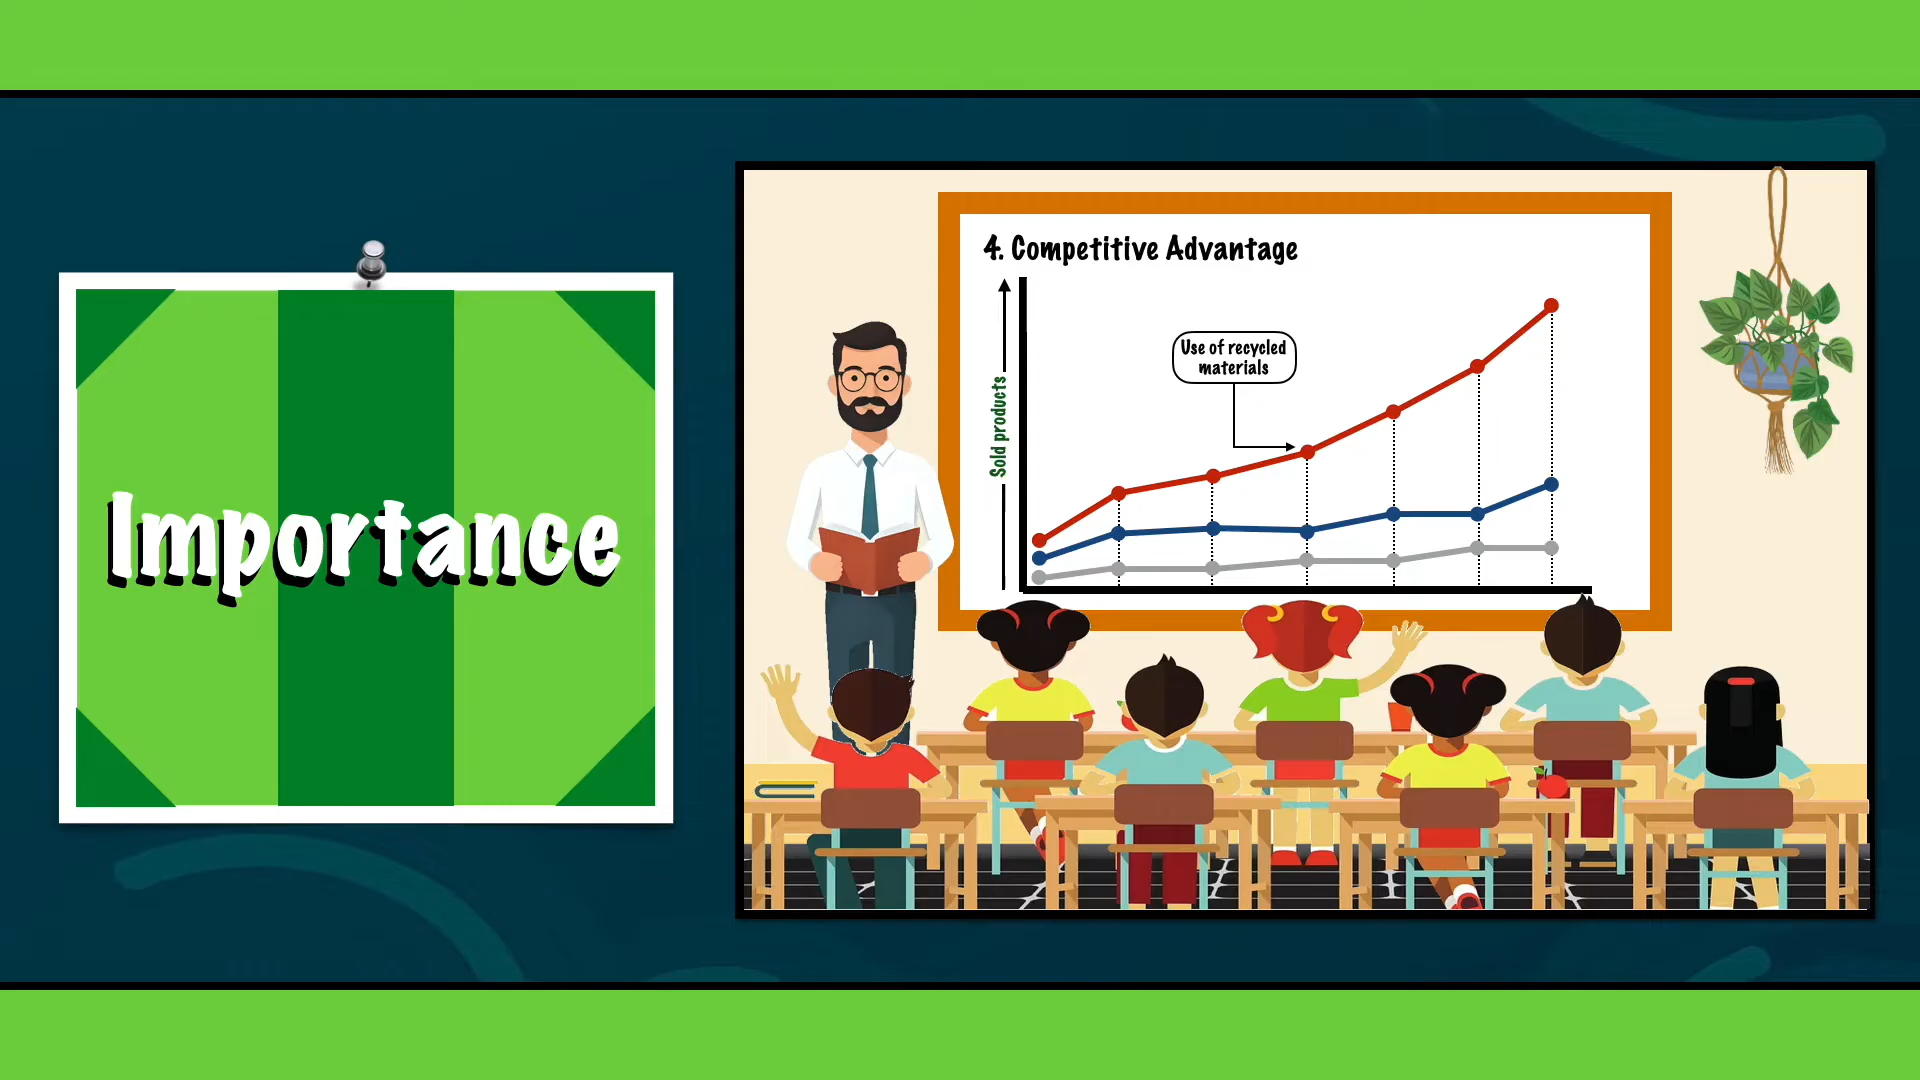 Importance
4. Competitive Advantage
Use of recycled
materials
Sold products